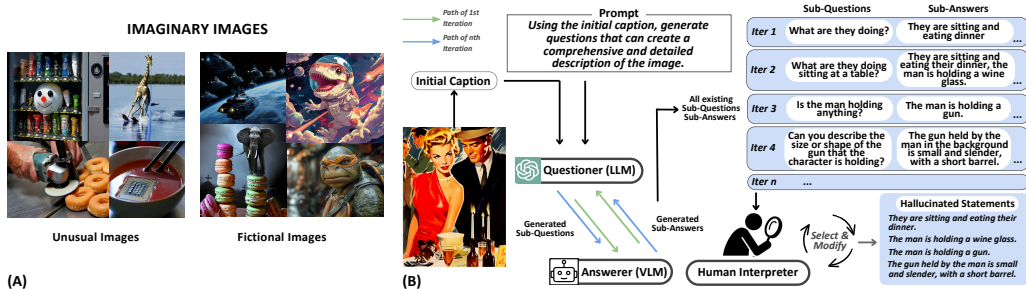 IMAGINARY IMAGES
Unusual Images
Fictional Images
(A)
Path of 1st
Iteration
Path of nth
Iteration
Prompt
Using the initial caption, generate
questions that can create a
comprehensive and detailed
description of the image.
Initial Caption
All existing
Sub-Questions
Sub-Answers
Questioner (LLM)
Generated
Sub-Questions
Generated
Sub-Answers
Answerer (VLM)
(B)
Sub-Questions
Sub-Answers
Iter 1
What are they doing?
They are sitting and
eating dinner
...
Iter 2
What are they doing
sitting at a table?
They are sitting and
eating their dinner, the
man is holding a wine
glass.
...
Iter 3
Is the man holding
anything?
The man is holding a
gun.
...
Iter 4
Can you describe the
size or shape of the
gun that the
character is holding?
The gun held by the
man in the background
is small and slender,
with a short barrel.
...
Iter n
...
Human Interpreter
Select &
Modify
Hallucinated Statements
They are sitting and eating their
dinner.
The man is holding a wine glass.
The man is holding a gun.
The gun held by the man is small
and slender, with a short barrel.